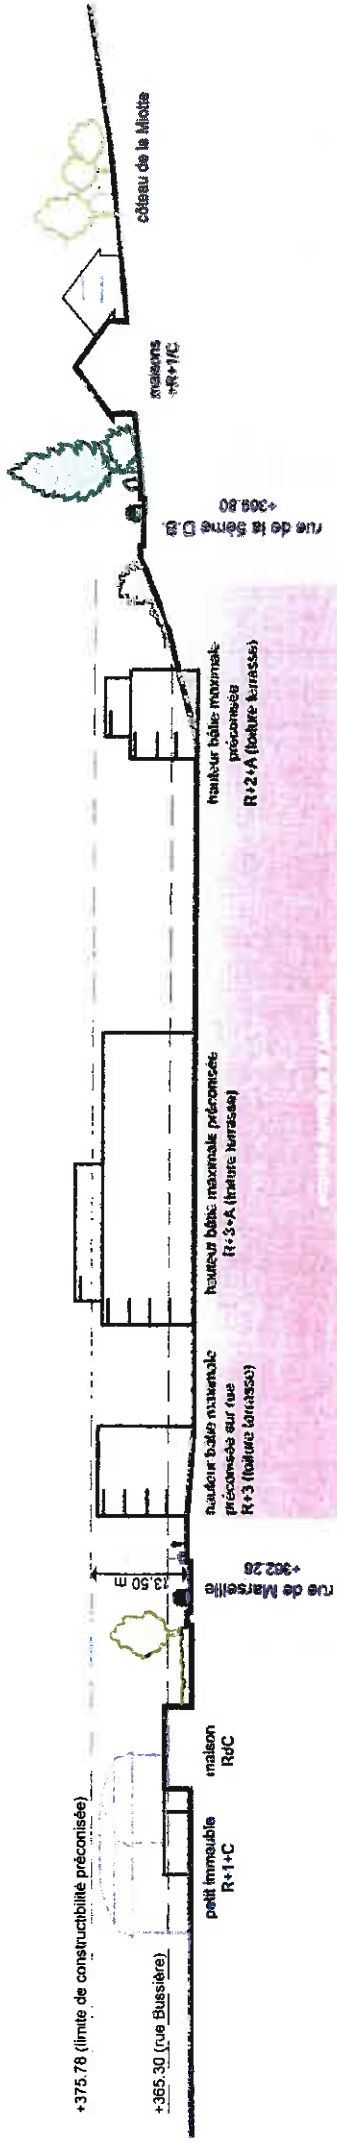 +375.78 (limite de constructibilité préconisée)
+365.30 (rue Bussière)
petit immeuble
R+1+C
maison
RdC
13.50 m
rue de Marseille
+362.28
hauteur bâtie maximale
préconisée sur rue
R+3 (toiture terrasse)
hauteur bâtie maximale préconisée
R+3+A (toiture terrasse)
hauteur bâtie maximale
préconisée
R+2+A (toiture terrasse)
rue de la 5ème D.B.
+369.80
maisons
+R+1/C
côteau de la Miotte